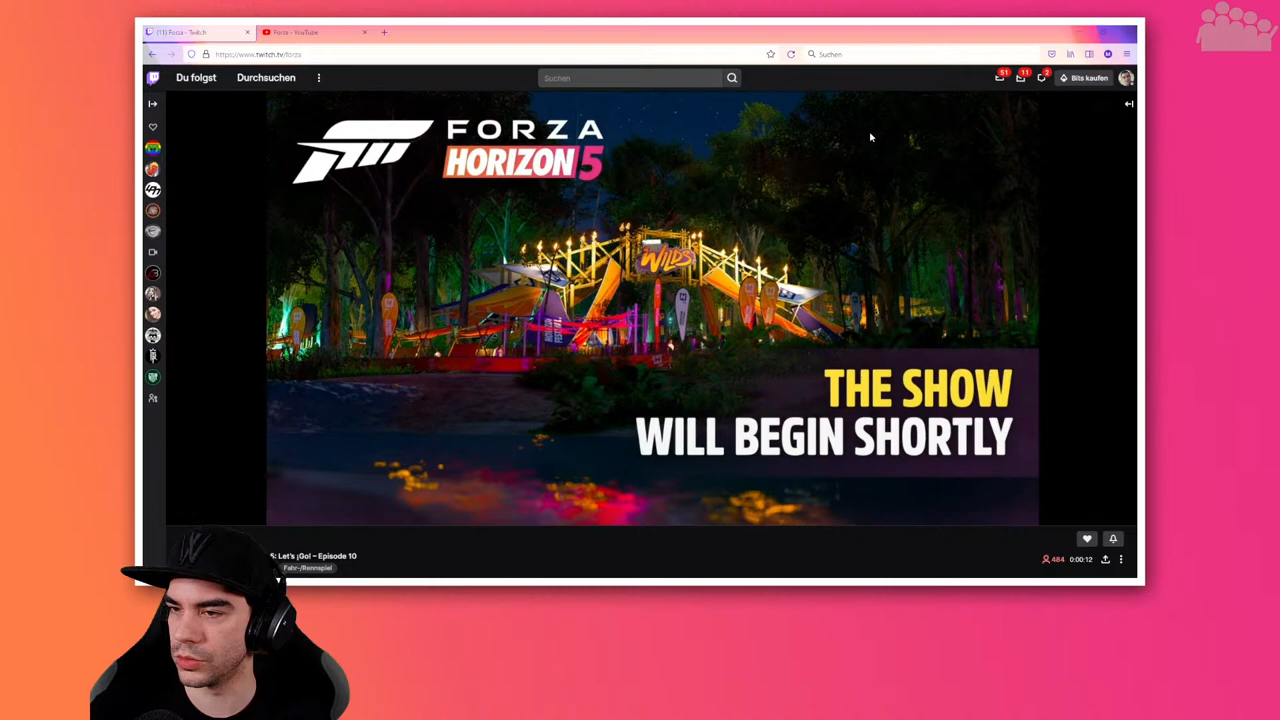 (11) Forza - Twitch
Forza - YouTube
https://www.twitch.tv/forza
Suchen
Du folgst
Durchsuchen
Suchen
51
11
2
Bits kaufen
FORZA
HORIZON 5
WILDS
THE SHOW
WILL BEGIN SHORTLY
5: Let's ¡Go! – Episode 10
Fahr-/Rennspiel
484
0:00:12